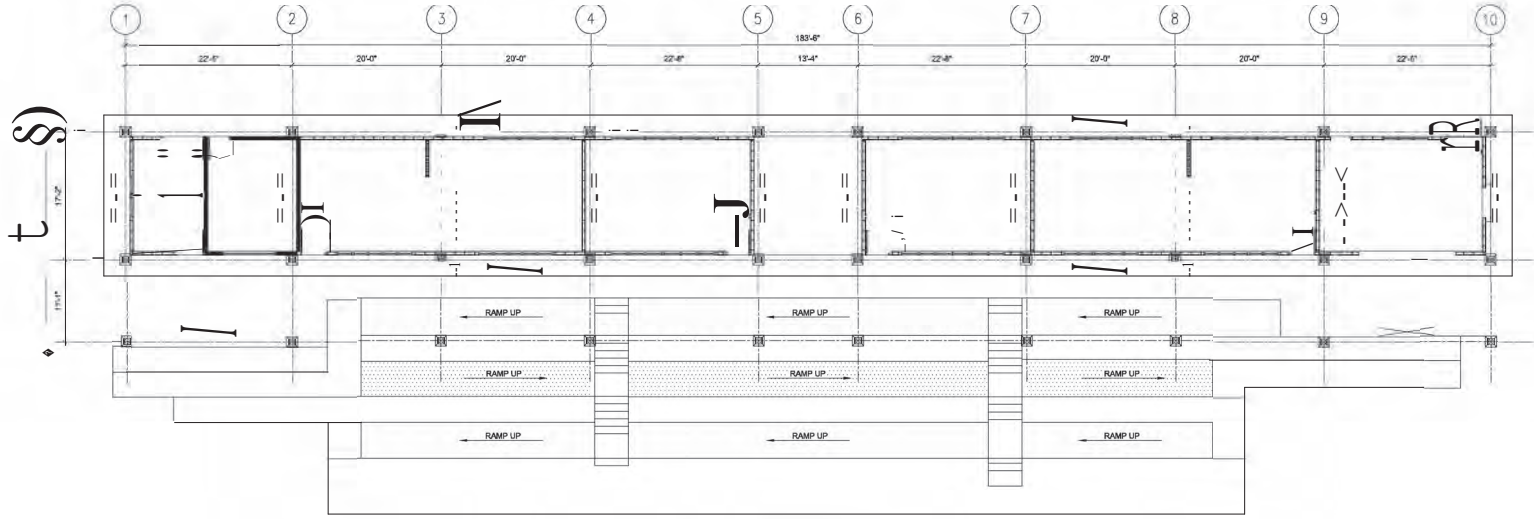 1 2 3 4 5 6 7 8 9 10
183'-6"
22'-5" 20'-0" 20'-0" 22'-8" 13'-4" 22'-8" 20'-0" 20'-0" 22'-5"
17'-2"
11'-1"
RAMP UP RAMP UP RAMP UP
RAMP UP RAMP UP RAMP UP
RAMP UP RAMP UP RAMP UP